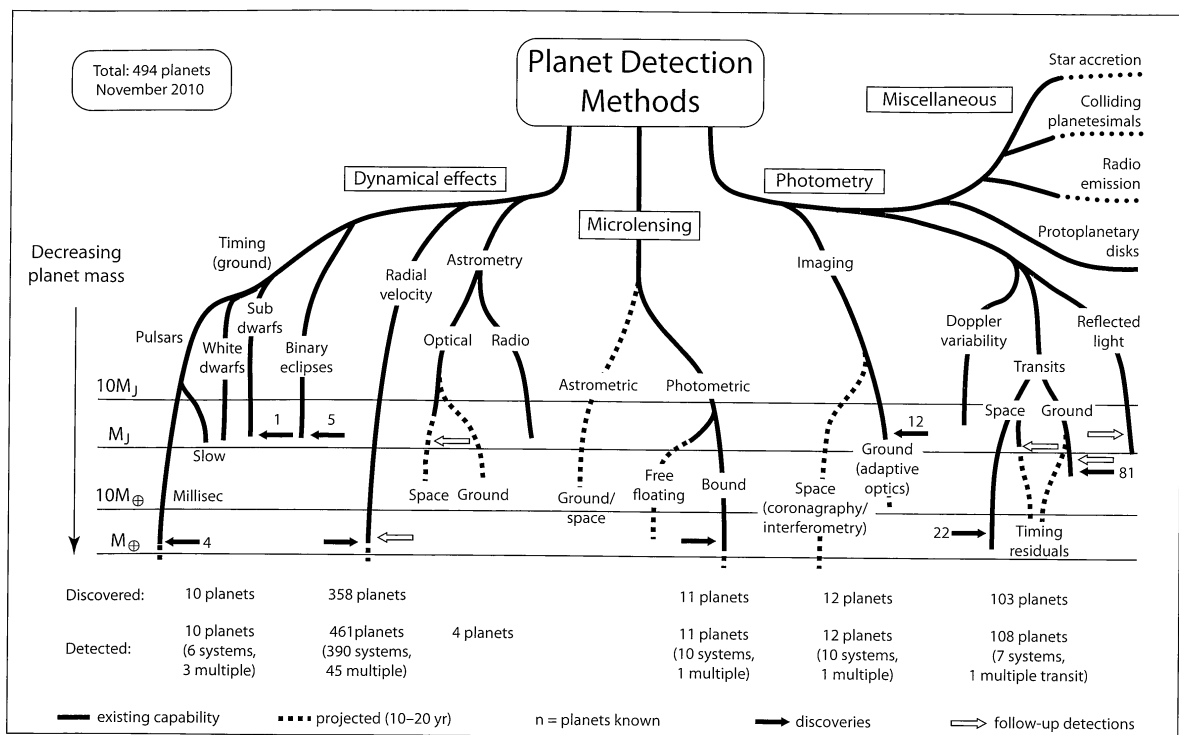 Total: 494 planets
November 2010
Planet Detection
Methods
Miscellaneous
Star accretion
Colliding
planetesimals
Radio
emission
Protoplanetary
disks
Dynamical effects
Photometry
Microlensing
Decreasing
planet mass
Timing
(ground)
Radial
velocity
Astrometry
Imaging
Pulsars
White
dwarfs
Sub
dwarfs
Binary
eclipses
Optical
Radio
Astrometric
Photometric
Doppler
variability
Transits
Reflected
light
10MJ
MJ
10M⊕
M⊕
1
5
12
Space
Ground
81
Slow
Millisec
Space
Ground
Ground/
space
Free
floating
Bound
Space
(coronagraphy/
interferometry)
Ground
(adaptive
optics)
4
22
Timing
residuals
Discovered:
10 planets
358 planets
11 planets
12 planets
103 planets
Detected:
10 planets
(6 systems,
3 multiple)
461planets
(390 systems,
45 multiple)
4 planets
11 planets
(10 systems,
1 multiple)
12 planets
(10 systems,
1 multiple)
108 planets
(7 systems,
1 multiple transit)
existing capability
projected (10–20 yr)
n = planets known
discoveries
follow-up detections